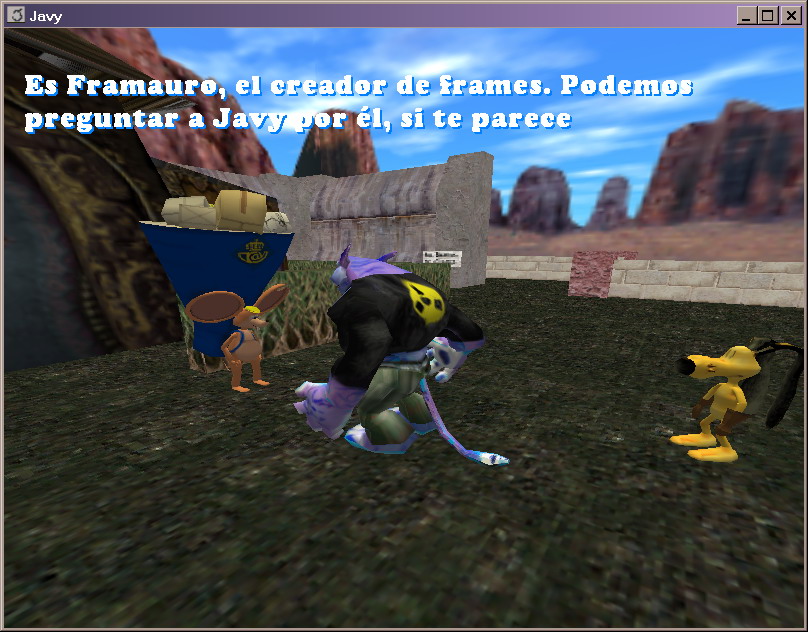 Javy
Es Framauro, el creador de frames. Podemos
preguntar a Javy por él, si te parece